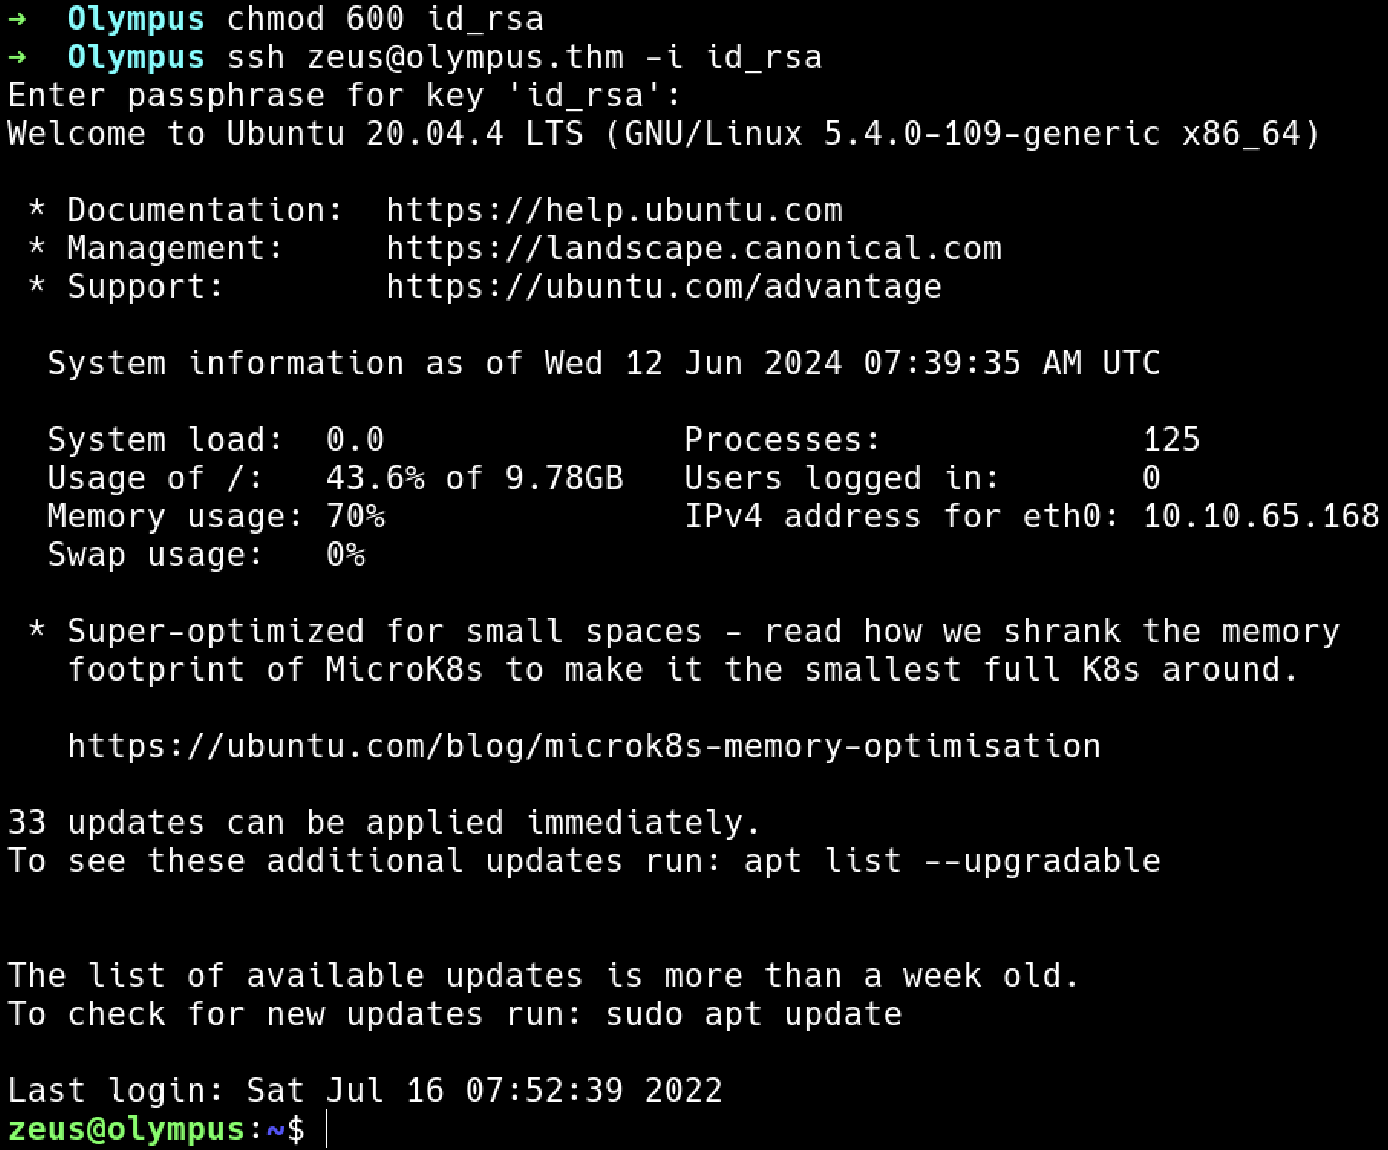 ➜  Olympus chmod 600 id_rsa
➜  Olympus ssh zeus@olympus.thm -i id_rsa
Enter passphrase for key 'id_rsa':
Welcome to Ubuntu 20.04.4 LTS (GNU/Linux 5.4.0-109-generic x86_64)

 * Documentation:  https://help.ubuntu.com
 * Management:     https://landscape.canonical.com
 * Support:        https://ubuntu.com/advantage

  System information as of Wed 12 Jun 2024 07:39:35 AM UTC

  System load:  0.0               Processes:             125
  Usage of /:   43.6% of 9.78GB   Users logged in:       0
  Memory usage: 70%               IPv4 address for eth0: 10.10.65.168
  Swap usage:   0%

 * Super-optimized for small spaces - read how we shrank the memory
   footprint of MicroK8s to make it the smallest full K8s around.

   https://ubuntu.com/blog/microk8s-memory-optimisation

33 updates can be applied immediately.
To see these additional updates run: apt list --upgradable


The list of available updates is more than a week old.
To check for new updates run: sudo apt update

Last login: Sat Jul 16 07:52:39 2022
zeus@olympus:~$